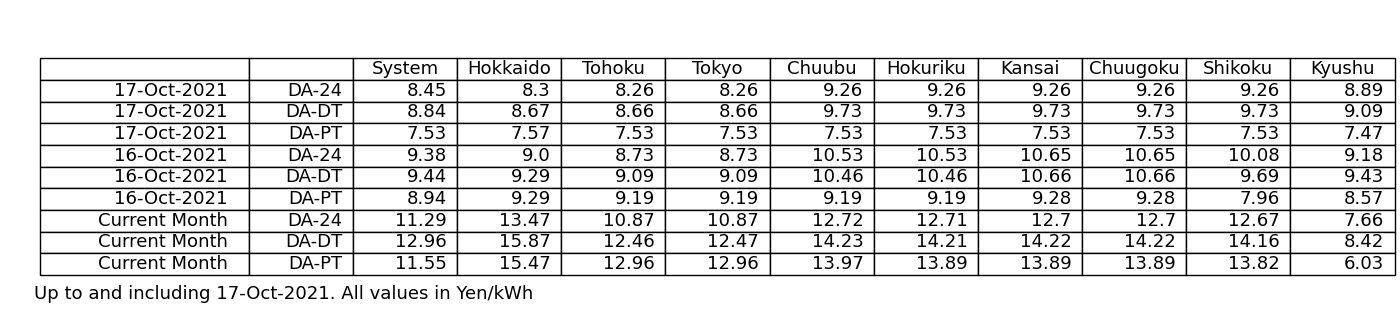 System Hokkaido Tohoku Tokyo Chuubu Hokuriku Kansai Chuugoku Shikoku Kyushu
17-Oct-2021 DA-24 8.45 8.3 8.26 8.26 9.26 9.26 9.26 9.26 9.26 8.89
17-Oct-2021 DA-DT 8.84 8.67 8.66 8.66 9.73 9.73 9.73 9.73 9.73 9.09
17-Oct-2021 DA-PT 7.53 7.57 7.53 7.53 7.53 7.53 7.53 7.53 7.53 7.47
16-Oct-2021 DA-24 9.38 9.0 8.73 8.73 10.53 10.53 10.65 10.65 10.08 9.18
16-Oct-2021 DA-DT 9.44 9.29 9.09 9.09 10.46 10.46 10.66 10.66 9.69 9.43
16-Oct-2021 DA-PT 8.94 9.29 9.19 9.19 9.19 9.19 9.28 9.28 7.96 8.57
Current Month DA-24 11.29 13.47 10.87 10.87 12.72 12.71 12.7 12.7 12.67 7.66
Current Month DA-DT 12.96 15.87 12.46 12.47 14.23 14.21 14.22 14.22 14.16 8.42
Current Month DA-PT 11.55 15.47 12.96 12.96 13.97 13.89 13.89 13.89 13.82 6.03
Up to and including 17-Oct-2021. All values in Yen/kWh